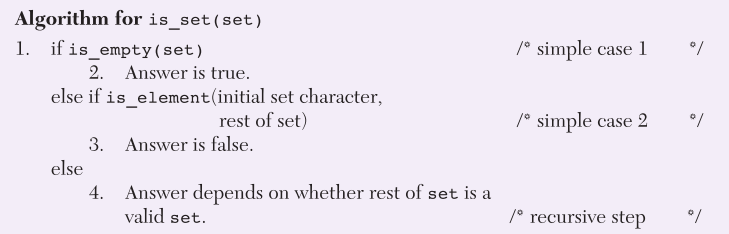 Algorithm for is_set(set)
1. if is_empty(set) /* simple case 1 */
2. Answer is true.
else if is_element(initial set character,
rest of set) /* simple case 2 */
3. Answer is false.
else
4. Answer depends on whether rest of set is a
valid set. /* recursive step */